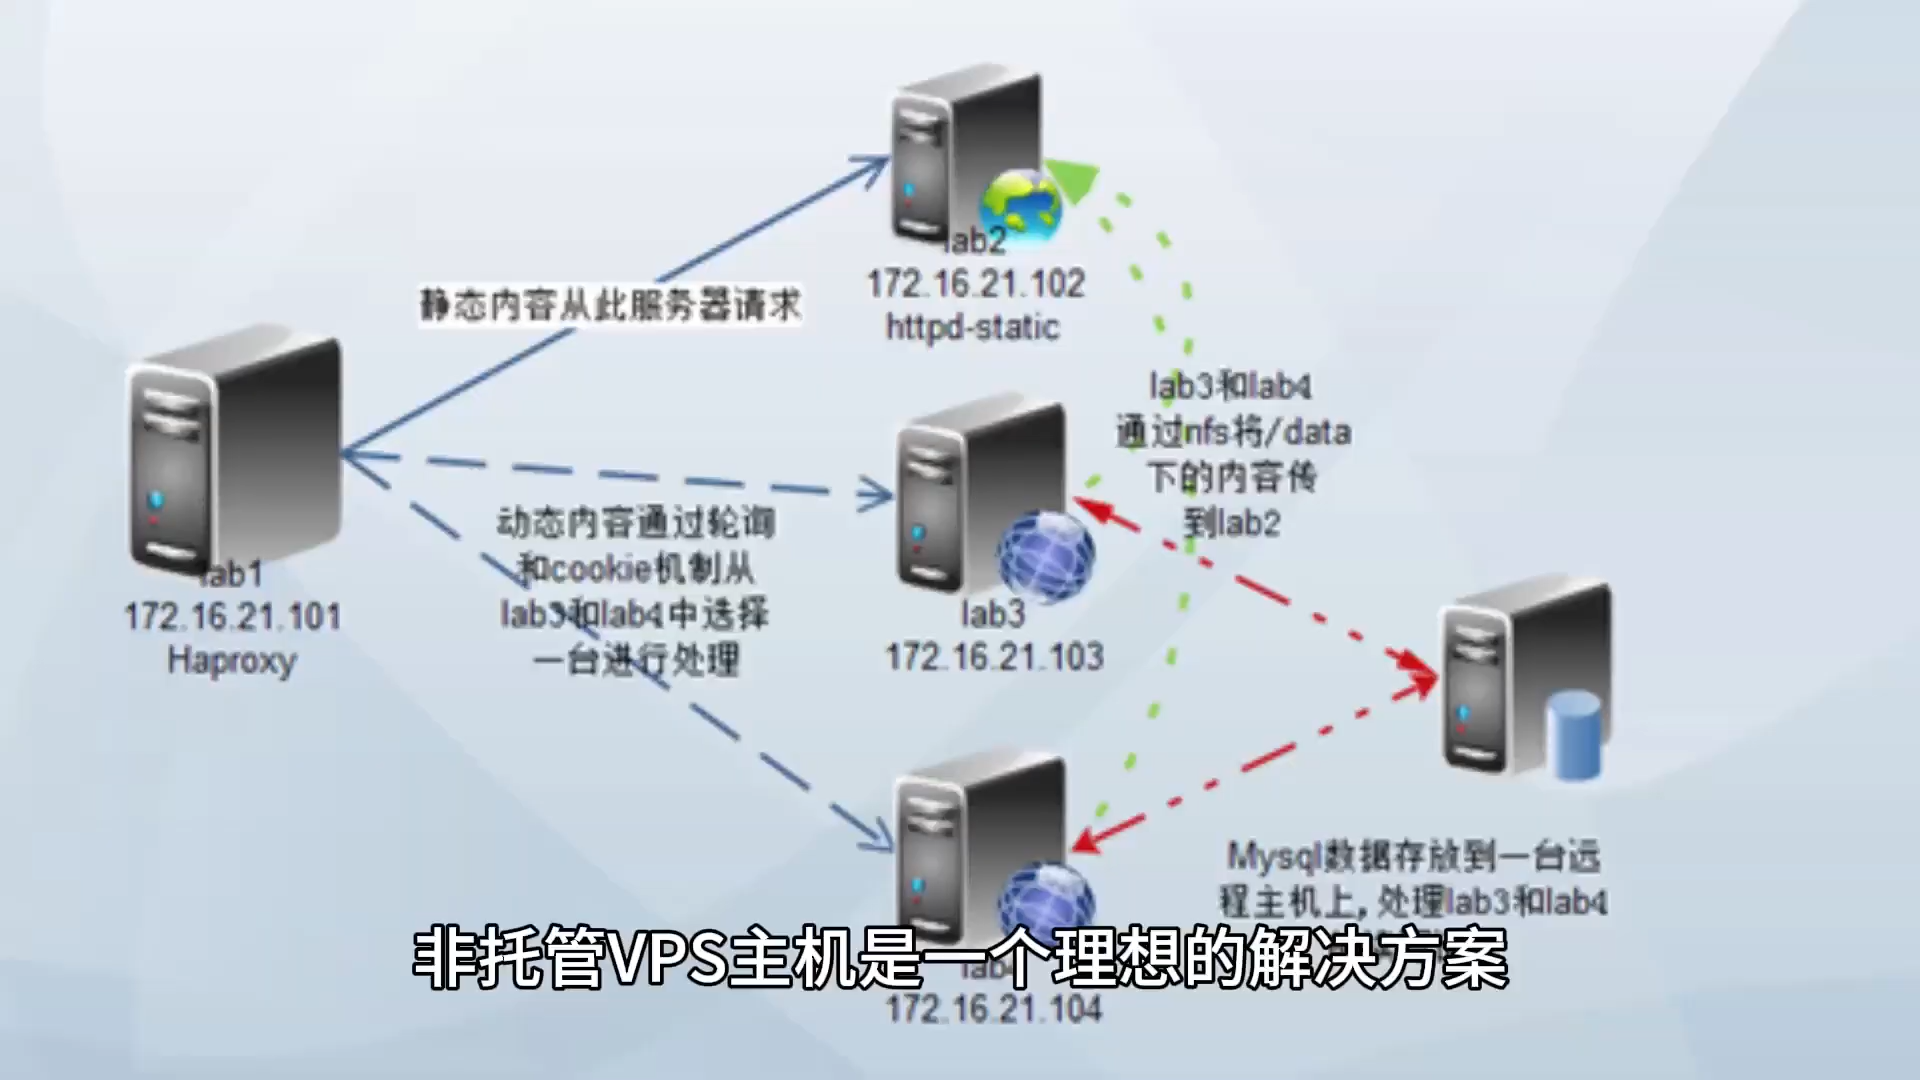 lab2
172.16.21.102
httpd-static
静态内容从此服务器请求
lab1
172.16.21.101
Haproxy
动态内容通过轮询
和cookie机制从
lab3和lab4中选择
一台进行处理
lab3
172.16.21.103
lab3和lab4
通过nfs将/data
下的内容传
到lab2
Mysql数据存放到一台远
程主机上,处理lab3和lab4
非托管VPS主机是一个理想的解决方案
lab4
172.16.21.104